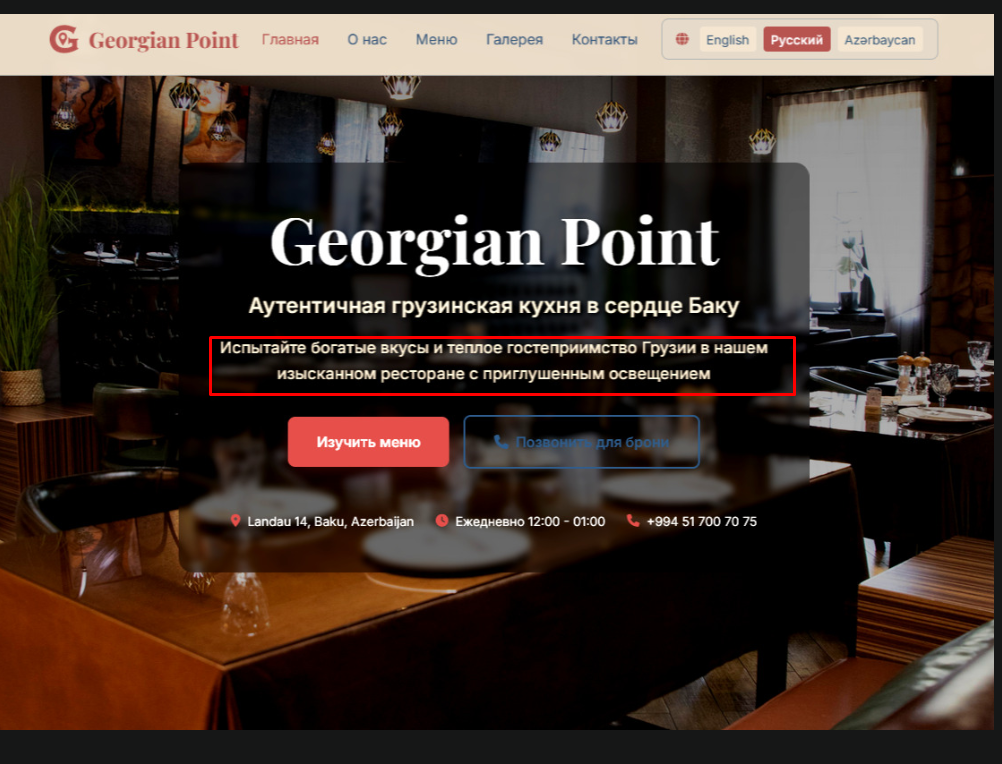 Georgian Point
Главная
О нас
Меню
Галерея
Контакты
English
Русский
Azərbaycan
Georgian Point
Аутентичная грузинская кухня в сердце Баку
Испытайте богатые вкусы и теплое гостеприимство Грузии в нашем
изысканном ресторане с приглушенным освещением
Изучить меню
Позвонить для брони
Landau 14, Baku, Azerbaijan
Ежедневно 12:00 - 01:00
+994 51 700 70 75